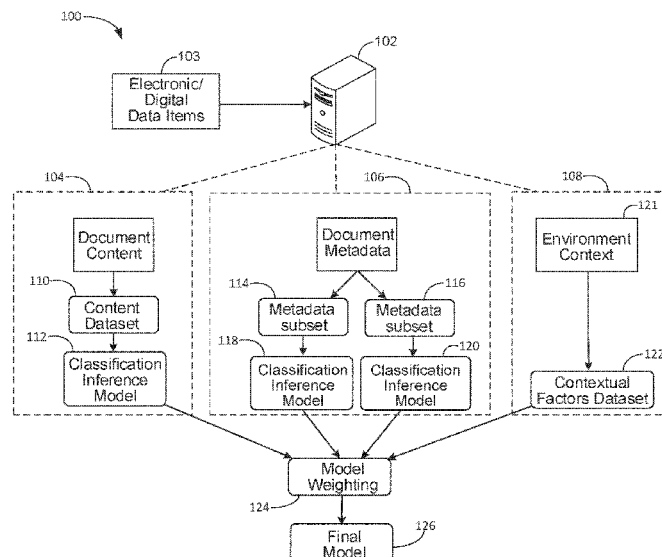 100
102
103
Electronic/
Digital
Data Items
104
106
108
121
Document
Content
Document
Metadata
Environment
Context
110
114
116
Content
Dataset
Metadata
subset
Metadata
subset
112
118
120
122
Classification
Inference
Model
Classification
Inference
Model
Classification
Inference
Model
Contextual
Factors Dataset
Model
Weighting
124
126
Final
Model